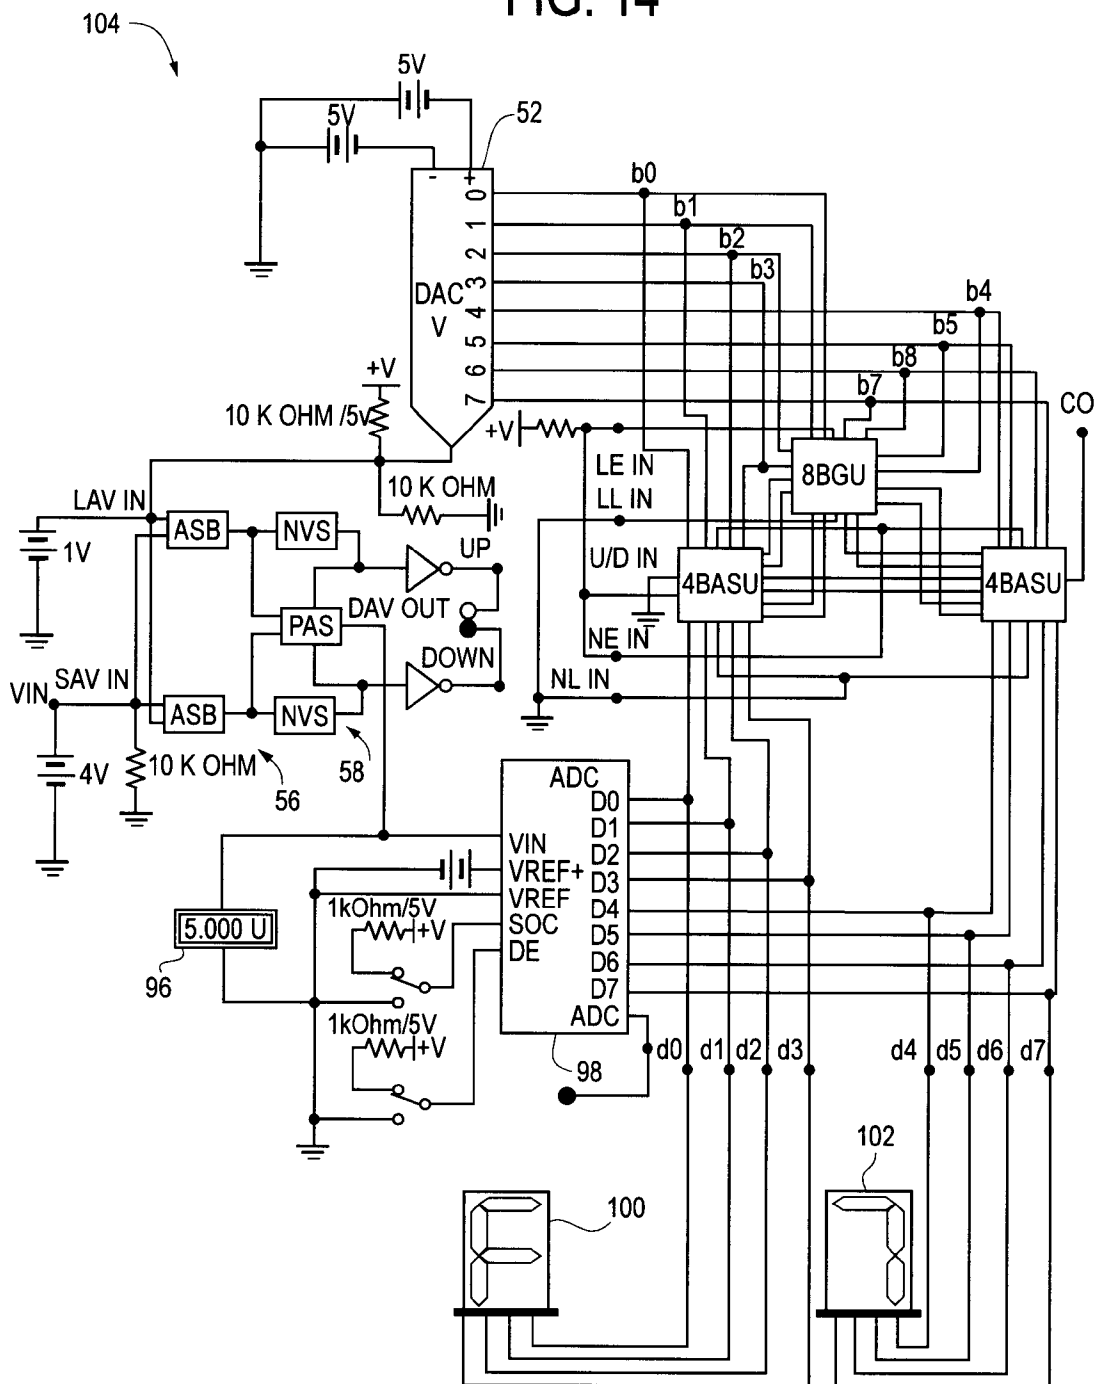 FIG. 14
104
5V
5V
52
- +
0
1
2
3
4
5
6
7
DAC
V
b0
b1
b2
b3
b4
b5
b8
b7
CO
+V
10 K OHM /5v
+V
LE IN
8BGU
10 K OHM
LL IN
LAV IN
ASB
NVS
UP
U/D IN
4BASU
4BASU
1V
DAV OUT
PAS
NE IN
DOWN
SAV IN
VIN
NL IN
ASB
NVS
4V
10 K OHM
58
56
ADC
D0
D1
D2
D3
D4
D5
D6
D7
ADC
VIN
VREF+
VREF
SOC
DE
1kOhm/5V
+V
5.000 U
96
1kOhm/5V
+V
98
d0
d1
d2
d3
d4
d5
d6
d7
102
100